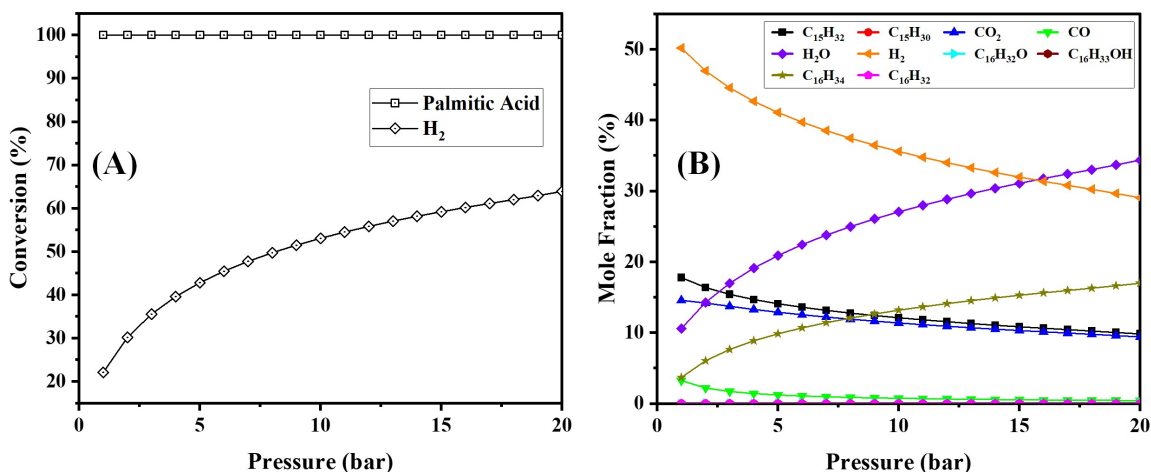 100
90
80
70
60
50
40
30
20
Conversion (%)
(A)
Palmitic Acid
H₂
0 5 10 15 20
Pressure (bar)
C₁₅H₃₂ C₁₅H₃₀ CO₂ CO
H₂O H₂ C₁₆H₃₂O C₁₆H₃₃OH
C₁₆H₃₄ C₁₆H₃₂
50
40
30
20
10
0
Mole Fraction (%)
(B)
0 5 10 15 20
Pressure (bar)